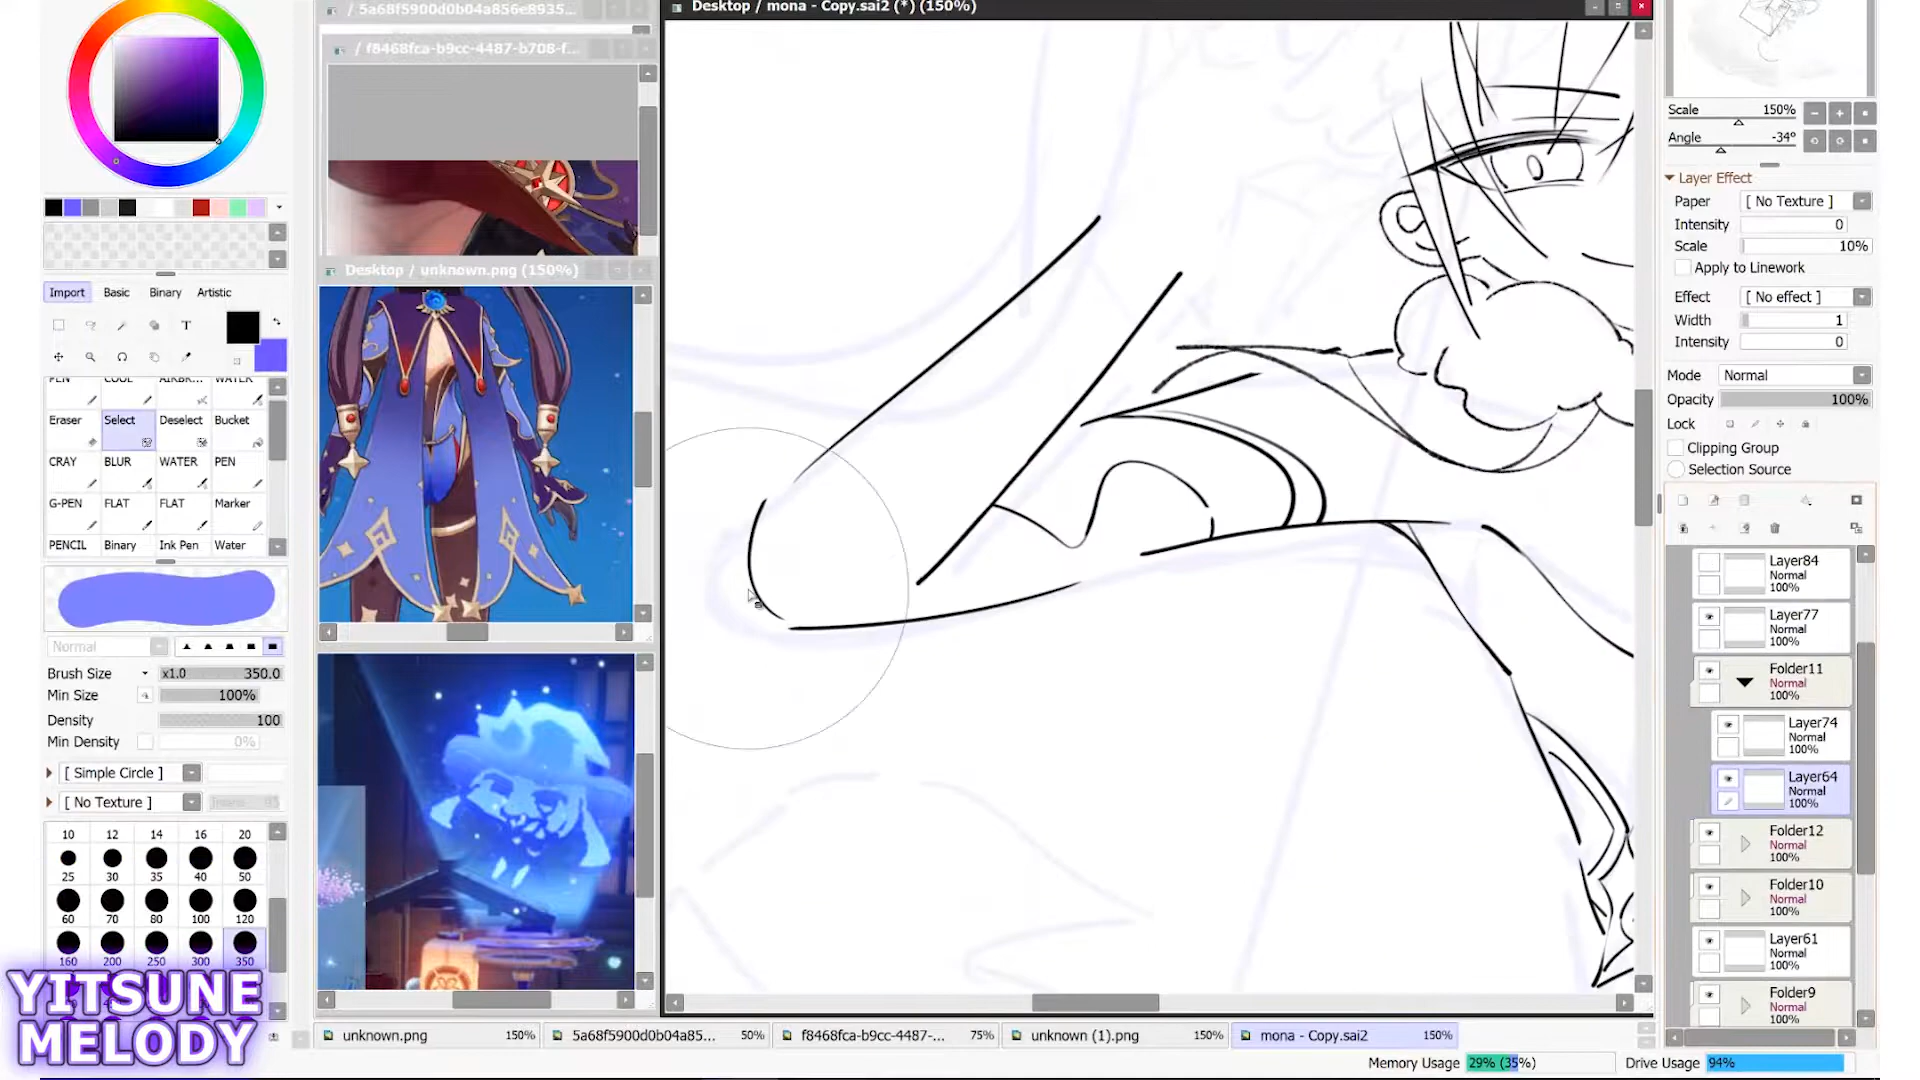 / 5a68f5900d0b04a856e8935...
/ f8468fca-b9cc-4487-b708-f...
Desktop / unknown.png (150%)
Desktop / mona - Copy.sai2 (*) (150%)
Scale 150%
Angle -34°
Layer Effect
Paper [ No Texture ]
Intensity 0
Scale 10%
Apply to Linework
Effect [ No effect ]
Width 1
Intensity 0
Mode Normal
Opacity 100%
Lock
Clipping Group
Selection Source
Layer84
Normal
100%
Layer77
Normal
100%
Folder11
Normal
100%
Layer74
Normal
100%
Layer64
Normal
100%
Folder12
Normal
100%
Folder10
Normal
100%
Layer61
Normal
100%
Folder9
Normal
Import Basic Binary Artistic
T
PEN COOL AIRBR... WATER
Eraser Select Deselect Bucket
CRAY BLUR WATER PEN
G-PEN FLAT FLAT Marker
PENCIL Binary Ink Pen Water
Normal
Brush Size x1.0 350.0
Min Size 100%
Density 100
Min Density 0%
[ Simple Circle ]
[ No Texture ] 95
10 12 14 16 20
25 30 35 40 50
60 70 80 100 120
160 200 250 300 350
YITSUNE
MELODY
unknown.png 150% 5a68f5900d0b04a85... 50% f8468fca-b9cc-4487-... 75% unknown (1).png 150% mona - Copy.sai2 150%
Memory Usage 29% (35%) Drive Usage 94%